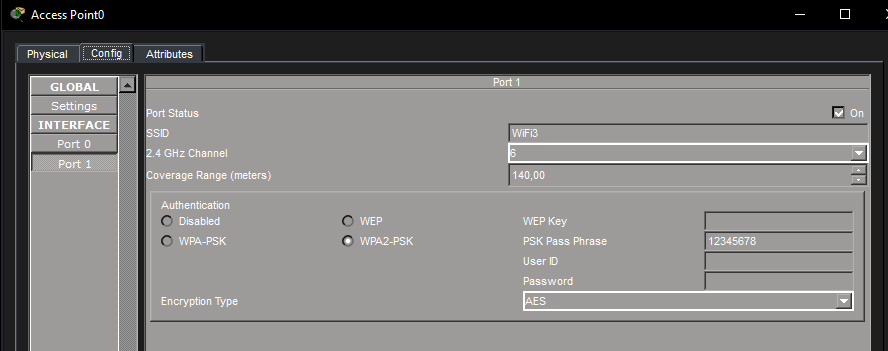 Access Point0
Physical Config Attributes
GLOBAL
Settings
INTERFACE
Port 0
Port 1
Port 1
Port Status On
SSID WiFi3
2.4 GHz Channel 6
Coverage Range (meters) 140,00
Authentication
Disabled WEP WEP Key
WPA-PSK WPA2-PSK PSK Pass Phrase 12345678
User ID
Password
Encryption Type AES